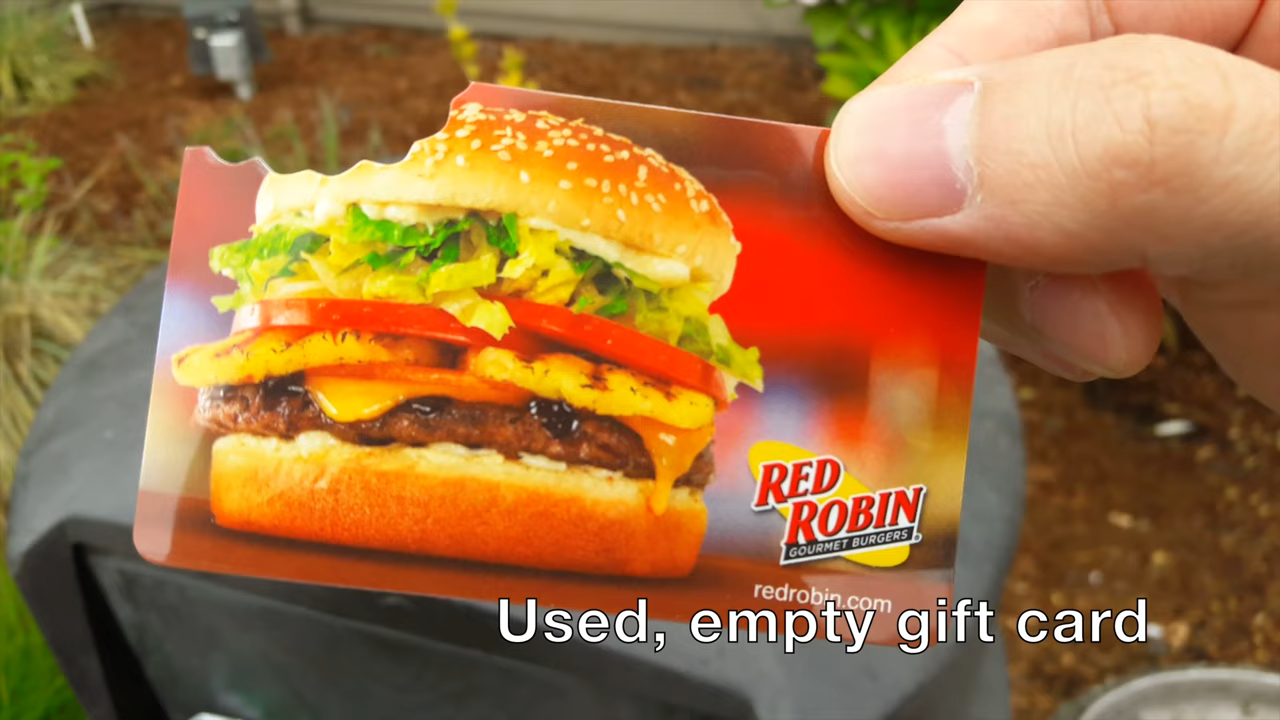 RED
ROBIN
GOURMET BURGERS
redrobin.com
Used, empty gift card